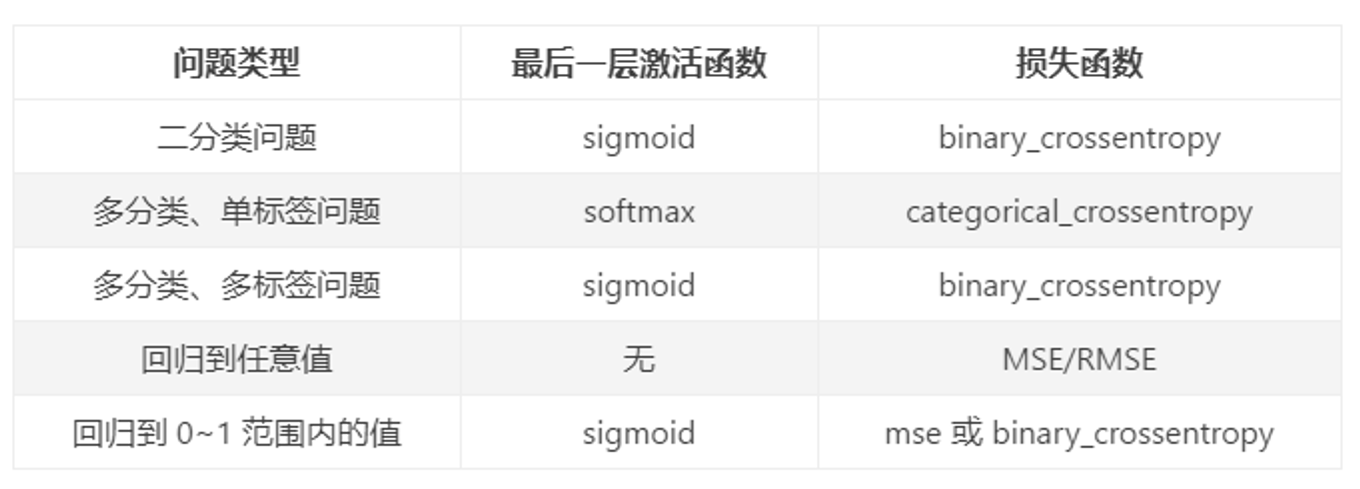 问题类型 最后一层激活函数 损失函数
二分类问题 sigmoid binary_crossentropy
多分类、单标签问题 softmax categorical_crossentropy
多分类、多标签问题 sigmoid binary_crossentropy
回归到任意值 无 MSE/RMSE
回归到 0~1 范围内的值 sigmoid mse 或 binary_crossentropy